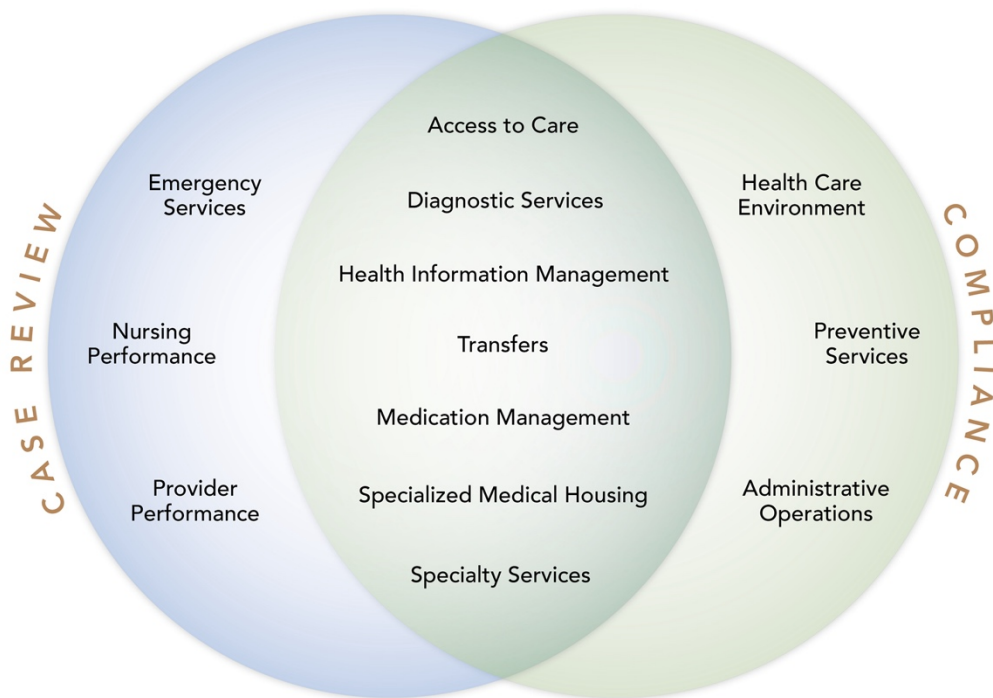 CASE REVIEW
Emergency
Services
Nursing
Performance
Provider
Performance
Access to Care
Diagnostic Services
Health Information Management
Transfers
Medication Management
Specialized Medical Housing
Specialty Services
Health Care
Environment
Preventive
Services
Administrative
Operations
COMPLIANCE